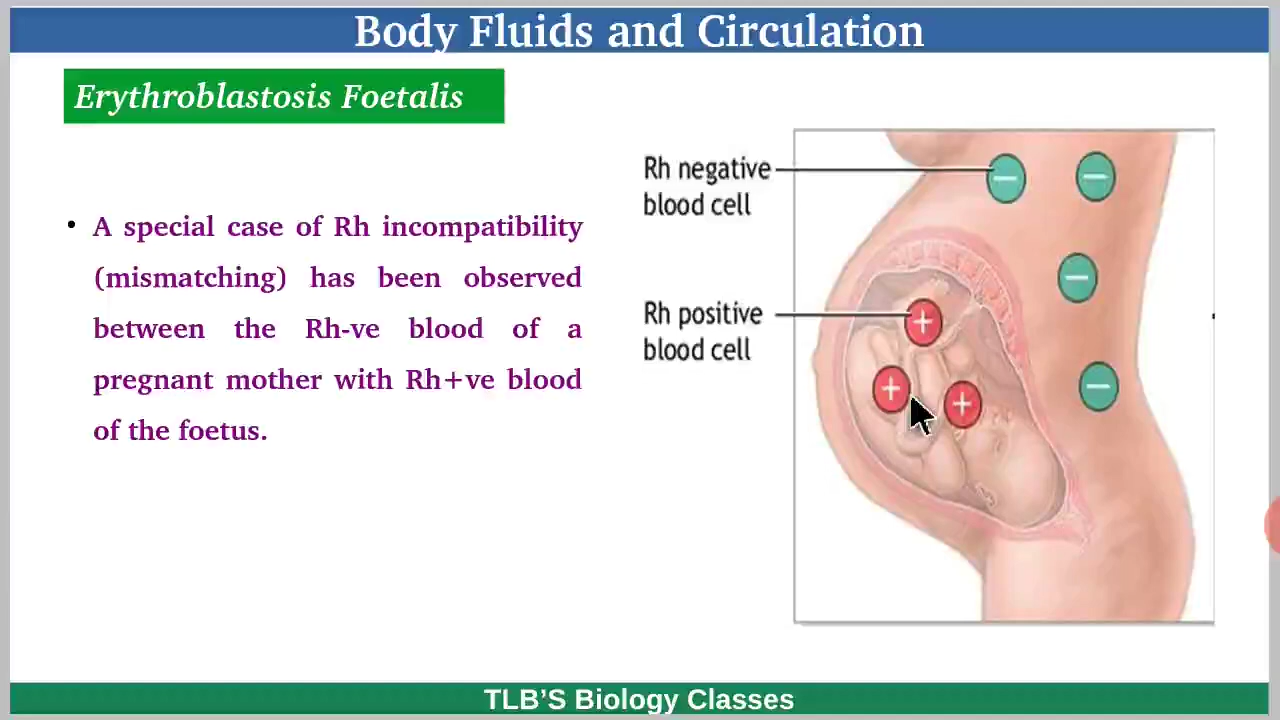 Body Fluids and Circulation
Erythroblastosis Foetalis
• A special case of Rh incompatibility
(mismatching) has been observed
between the Rh-ve blood of a
pregnant mother with Rh+ve blood
of the foetus.
Rh negative
blood cell
Rh positive
blood cell
− −
−
+
+ + −
TLB'S Biology Classes